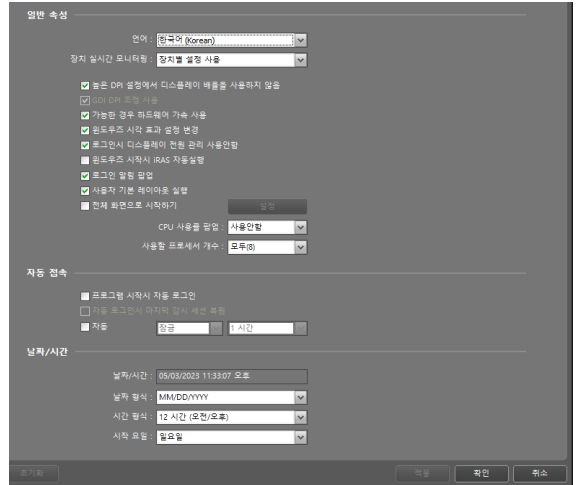 일반 속성
언어 : 한국어 (Korean)
장치 실시간 모니터링 : 장치별 설정 사용
높은 DPI 설정에서 디스플레이 배율을 사용하지 않음
GDI DPI 조정 사용
가능한 경우 하드웨어 가속 사용
윈도우즈 시각 효과 설정 변경
로그인시 디스플레이 전원 관리 사용안함
윈도우즈 시작시 iRAS 자동실행
로그인 알림 팝업
사용자 기본 레이아웃 실행
전체 화면으로 시작하기 설정
CPU 사용률 팝업 : 사용안함
사용할 프로세서 개수 : 모두(8)
자동 접속
프로그램 시작시 자동 로그인
자동 로그인시 마지막 감시 세션 복원
자동 잠금 1 시간
날짜/시간
날짜/시간 : 05/03/2023 11:33:07 오후
날짜 형식 : MM/DD/YYYY
시간 형식 : 12 시간 (오전/오후)
시작 요일 : 일요일
초기화 적용 확인 취소